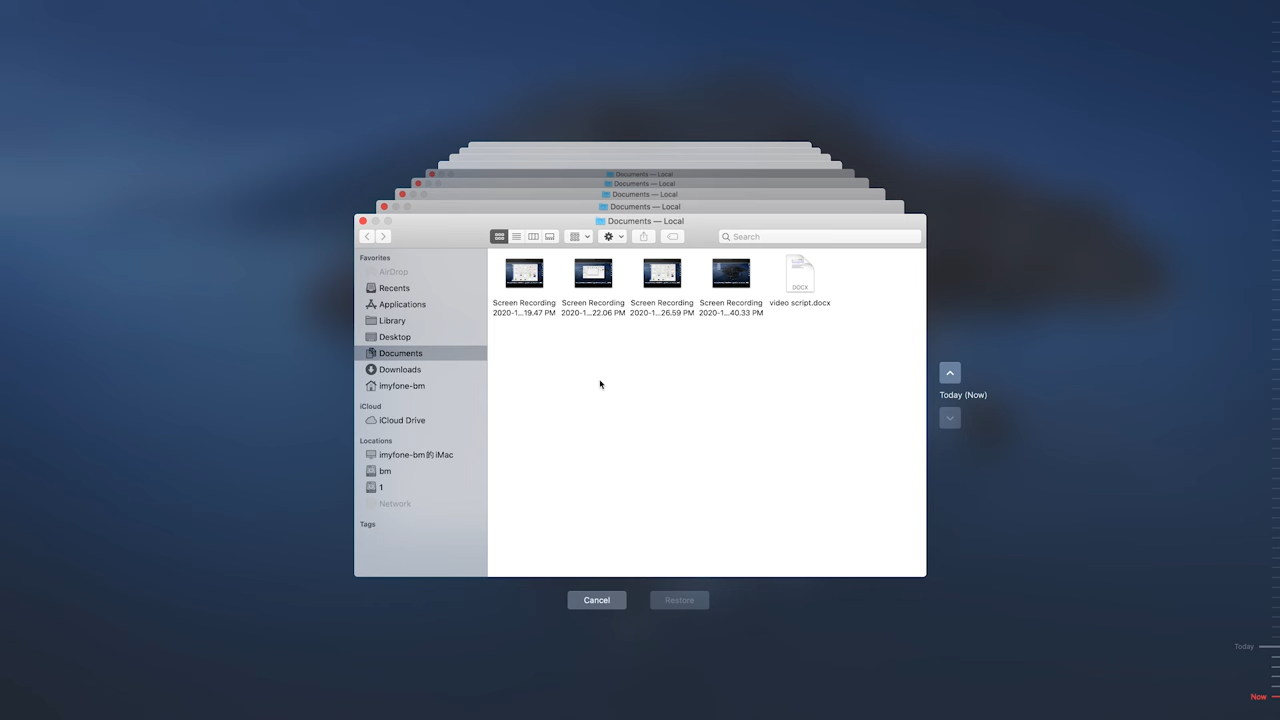 Documents — Local
Documents — Local
Documents — Local
Documents — Local
Documents — Local
Search
Favorites
AirDrop
Recents
Applications
Library
Desktop
Documents
Downloads
imyfone-bm
iCloud
iCloud Drive
Locations
imyfone-bm的 iMac
bm
1
Network
Tags
Screen Recording
2020-1...19.47 PM
Screen Recording
2020-1...22.06 PM
Screen Recording
2020-1...26.59 PM
Screen Recording
2020-1...40.33 PM
DOCX
video script.docx
Today (Now)
Cancel
Restore
Today
Now